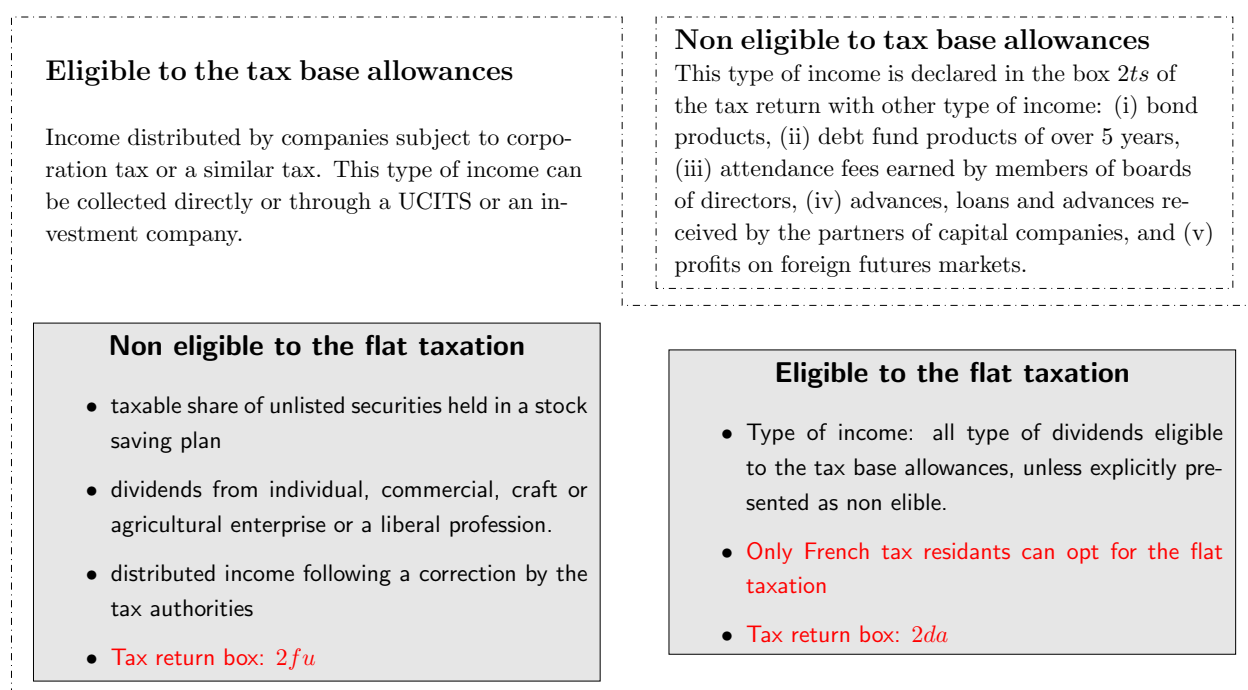 Eligible to the tax base allowances
Income distributed by companies subject to corpo-
ration tax or a similar tax. This type of income can
be collected directly or through a UCITS or an in-
vestment company.
Non eligible to tax base allowances
This type of income is declared in the box 2ts of
the tax return with other type of income: (i) bond
products, (ii) debt fund products of over 5 years,
(iii) attendance fees earned by members of boards
of directors, (iv) advances, loans and advances re-
ceived by the partners of capital companies, and (v)
profits on foreign futures markets.
Non eligible to the flat taxation
• taxable share of unlisted securities held in a stock
saving plan
• dividends from individual, commercial, craft or
agricultural enterprise or a liberal profession.
• distributed income following a correction by the
tax authorities
• Tax return box: 2fu
Eligible to the flat taxation
• Type of income: all type of dividends eligible
to the tax base allowances, unless explicitly pre-
sented as non elible.
• Only French tax residants can opt for the flat
taxation
• Tax return box: 2da